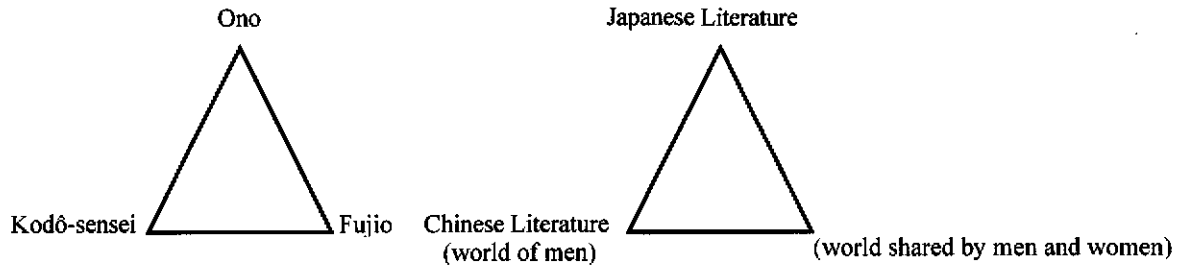 Ono
Kodô-sensei
Fujio
Japanese Literature
Chinese Literature
(world of men)
(world shared by men and women)